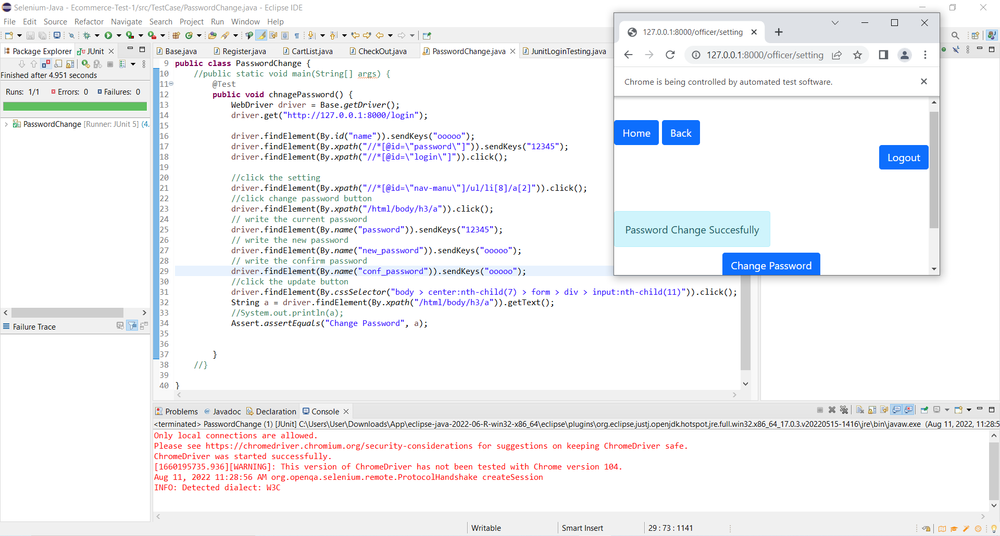 Selenium-Java - Ecommerce-Test-1/src/TestCase/PasswordChange.java - Eclipse IDE
File Edit Source Refactor Navigate Search Project Run Window Help
Package Explorer JUnit
Finished after 4.951 seconds
Runs: 1/1 Errors: 0 Failures: 0
PasswordChange [Runner: JUnit 5] (4.
Failure Trace
Base.java Register.java CartList.java CheckOut.java PasswordChange.java JunitLoginTesting.java
9 public class PasswordChange {
10 //public static void main(String[] args) {
11 @Test
12 public void chnagePassword() {
13 WebDriver driver = Base.getDriver();
14 driver.get("http://127.0.0.1:8000/login");
15
16 driver.findElement(By.id("name")).sendKeys("ooooo");
17 driver.findElement(By.xpath("//*[@id=\"password\"]")).sendKeys("12345");
18 driver.findElement(By.xpath("//*[@id=\"login\"]")).click();
19
20 //click the setting
21 driver.findElement(By.xpath("//*[@id=\"nav-manu\"]/ul/li[8]/a[2]")).click();
22 //click change password button
23 driver.findElement(By.xpath("/html/body/h3/a")).click();
24 // write the current password
25 driver.findElement(By.name("password")).sendKeys("12345");
26 // write the new password
27 driver.findElement(By.name("new_password")).sendKeys("ooooo");
28 // write the confirm password
29 driver.findElement(By.name("conf_password")).sendKeys("ooooo");
30 //click the update button
31 driver.findElement(By.cssSelector("body > center:nth-child(7) > form > div > input:nth-child(11)")).click();
32 String a = driver.findElement(By.xpath("/html/body/h3/a")).getText();
33 //System.out.println(a);
34 Assert.assertEquals("Change Password", a);
35
36
37 }
38 //}
39
40 }
127.0.0.1:8000/officer/setting
127.0.0.1:8000/officer/setting
Chrome is being controlled by automated test software.
Home Back
Logout
Password Change Succesfully
Change Password
Problems Javadoc Declaration Console
<terminated> PasswordChange (1) [JUnit] C:\Users\User\Downloads\App\eclipse-java-2022-06-R-win32-x86_64\eclipse\plugins\org.eclipse.justj.openjdk.hotspot.jre.full.win32.x86_64_17.0.3.v20220515-1416\jre\bin\javaw.exe (Aug 11, 2022, 11:28:5
Only local connections are allowed.
Please see https://chromedriver.chromium.org/security-considerations for suggestions on keeping ChromeDriver safe.
ChromeDriver was started successfully.
[1660195735.936][WARNING]: This version of ChromeDriver has not been tested with Chrome version 104.
Aug 11, 2022 11:28:56 AM org.openqa.selenium.remote.ProtocolHandshake createSession
INFO: Detected dialect: W3C
Writable Smart Insert 29 : 73 : 1141